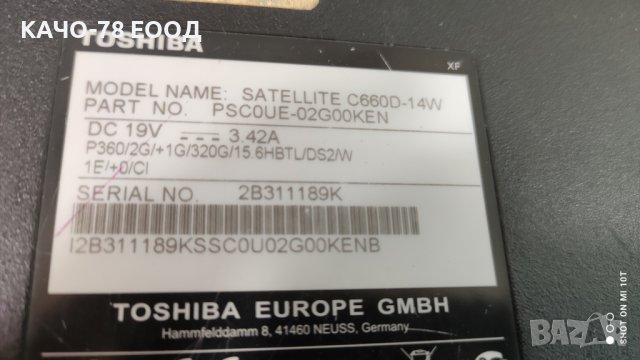 КАЧО-78 ЕООД
TOSHIBA
XF
MODEL NAME: SATELLITE C660D-14W
PART NO. PSC0UE-02G00KEN
DC 19V 3.42A
P360/2G/+1G/320G/15.6HBTL/DS2/W
1E/+0/CI
SERIAL NO. 2B311189K
I2B311189KSSC0U02G00KENB
TOSHIBA EUROPE GMBH
Hammfelddamm 8, 41460 NEUSS, Germany
SHOT ON MI 10T
BAZAR